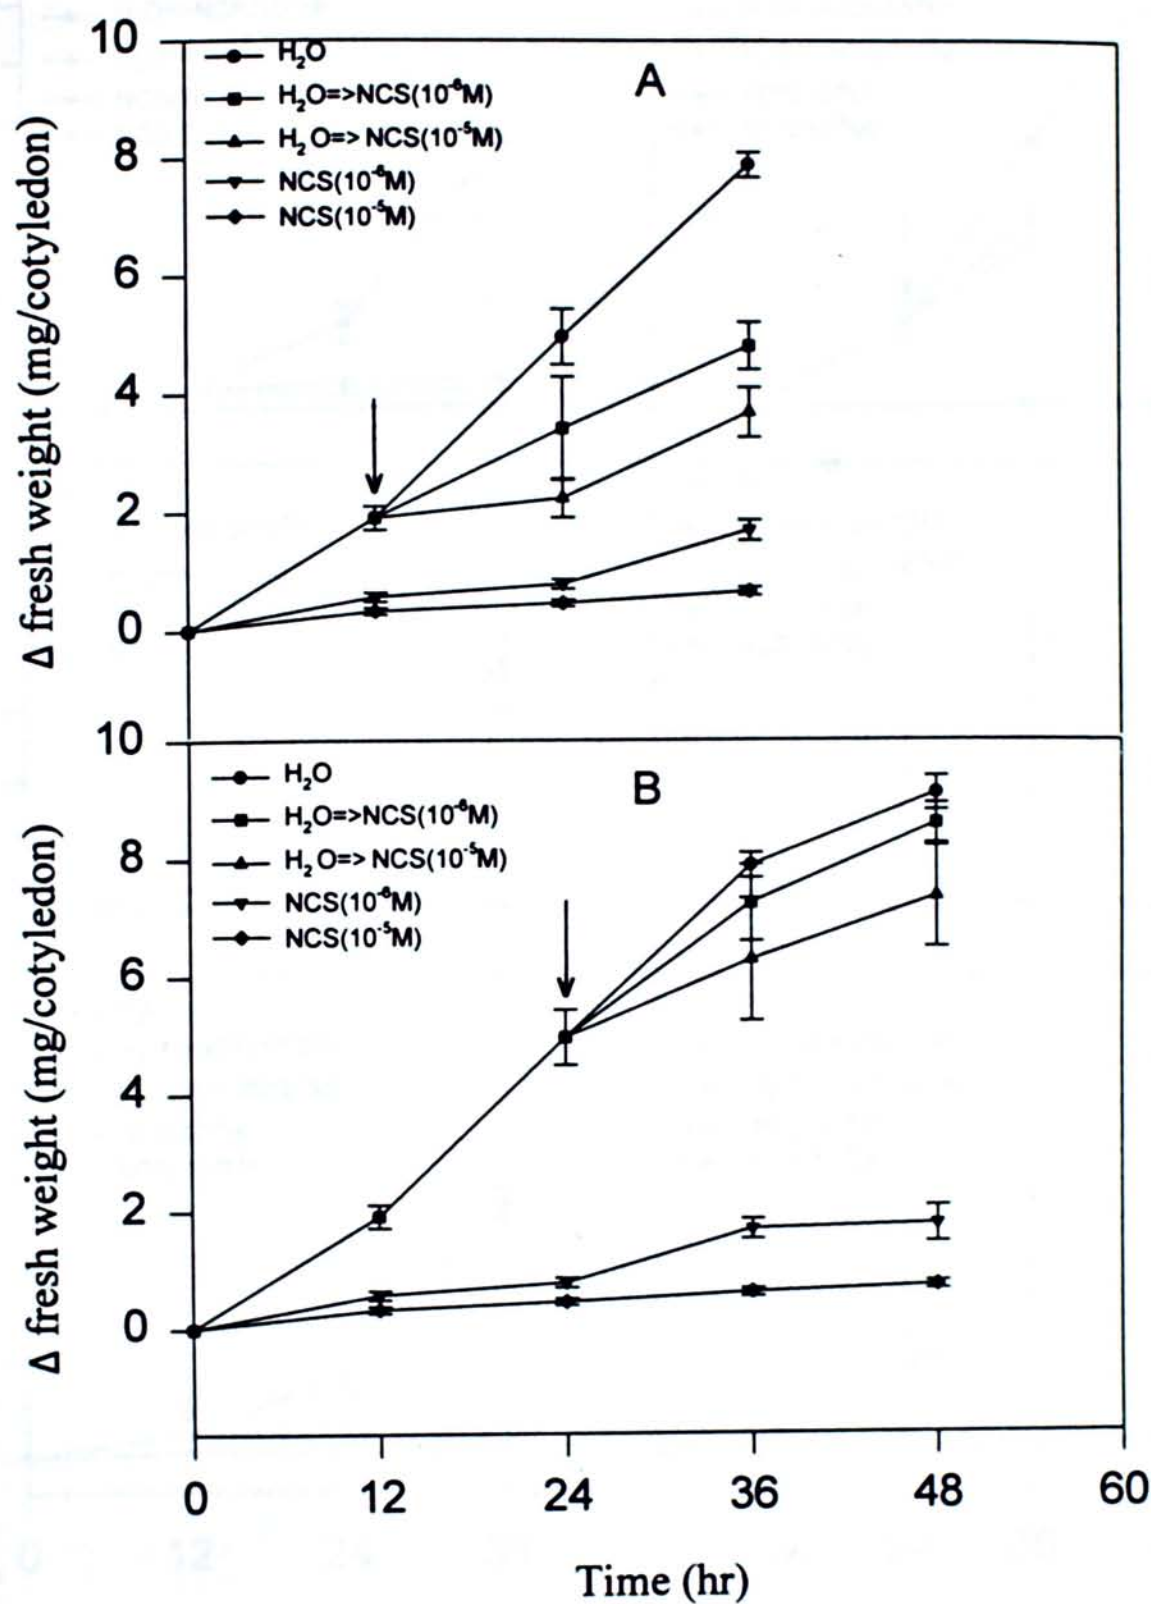 10
8
6
4
2
0
Δ fresh weight (mg/cotyledon)
A
H₂O
H₂O=>NCS(10⁻⁶M)
H₂O=> NCS(10⁻⁵M)
NCS(10⁻⁶M)
NCS(10⁻⁵M)
10
8
6
4
2
0
Δ fresh weight (mg/cotyledon)
B
H₂O
H₂O=>NCS(10⁻⁶M)
H₂O=> NCS(10⁻⁵M)
NCS(10⁻⁶M)
NCS(10⁻⁵M)
0 12 24 36 48 60
Time (hr)